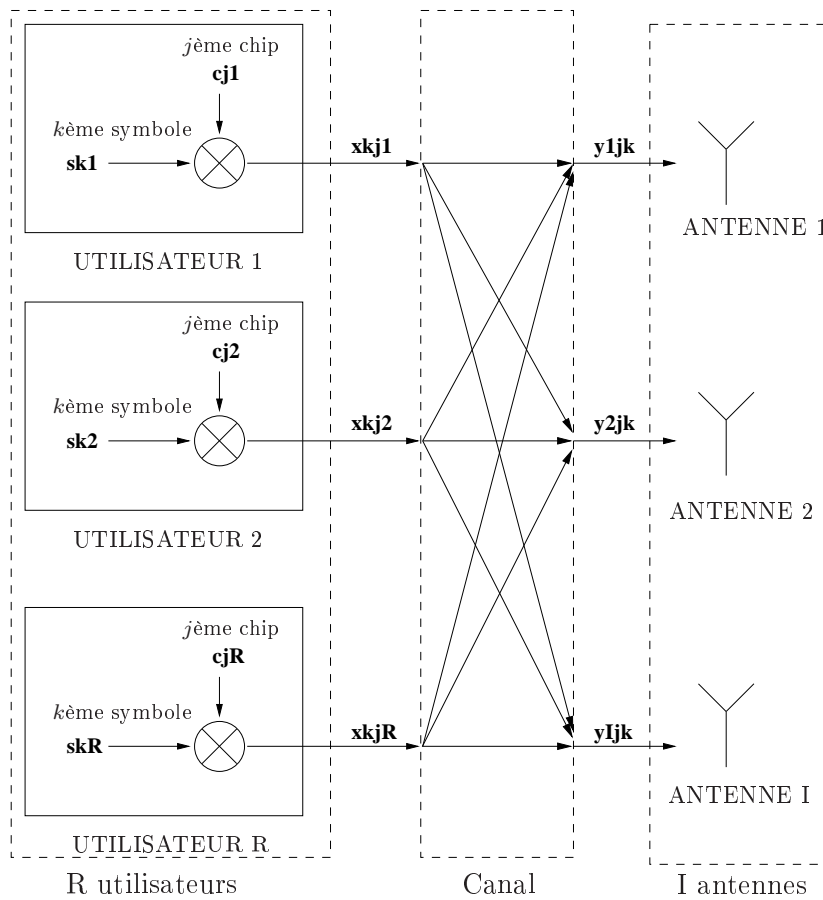 jème chip
cj1
kème symbole
sk1
xkj1
y1jk
ANTENNE 1
UTILISATEUR 1
jème chip
cj2
kème symbole
sk2
xkj2
y2jk
ANTENNE 2
UTILISATEUR 2
jème chip
cjR
kème symbole
skR
xkjR
yIjk
ANTENNE I
UTILISATEUR R
R utilisateurs
Canal
I antennes